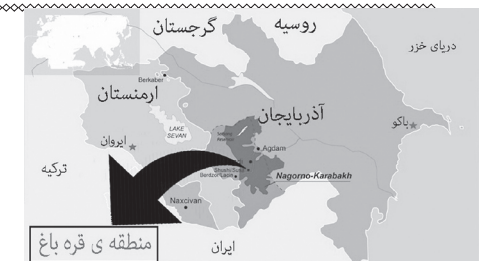 روسیه
گرجستان
دریای خزر
Berkaber
ارمنستان
آذربایجان
باکو
LAKE
SEVAN
ایروان
Agdam
ترکیه
Nagorno-Karabakh
Naxcivan
ایران
منطقه ی قره باغ